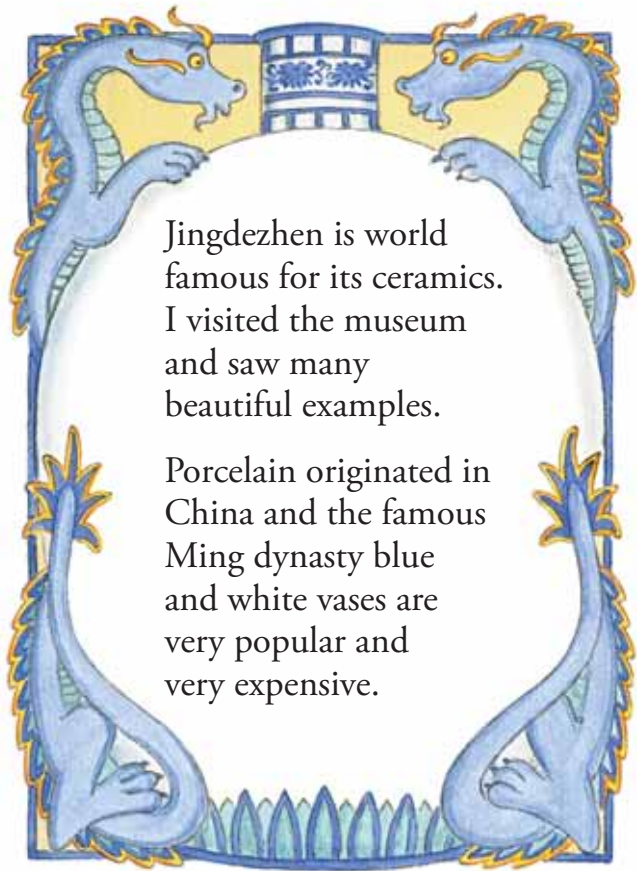 Jingdezhen is world
famous for its ceramics.
I visited the museum
and saw many
beautiful examples.
Porcelain originated in
China and the famous
Ming dynasty blue
and white vases are
very popular and
very expensive.